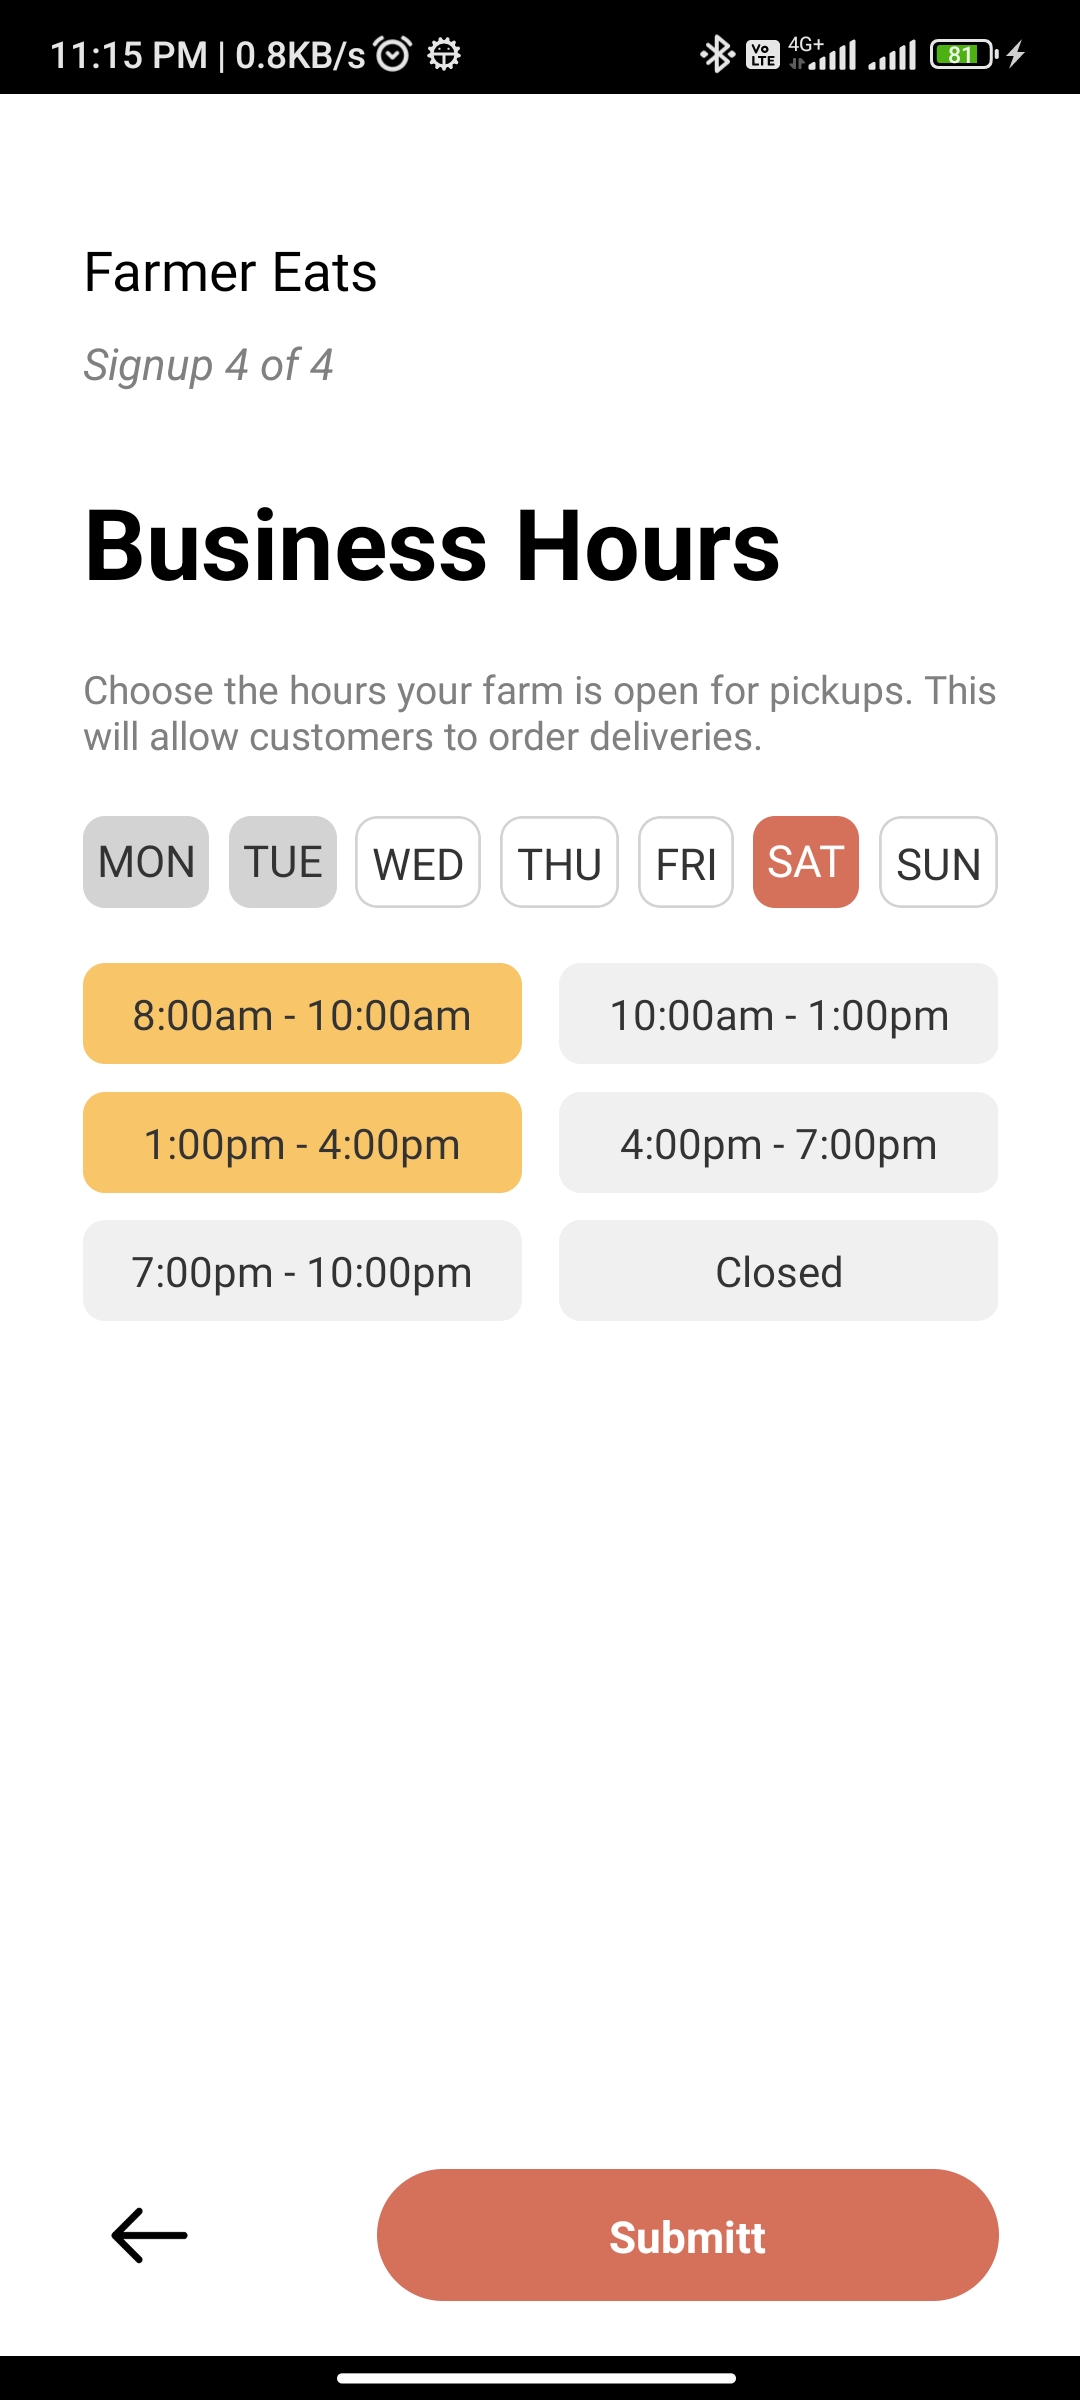 11:15 PM | 0.8KB/s
Vo LTE 4G+ 81
Farmer Eats
Signup 4 of 4
Business Hours
Choose the hours your farm is open for pickups. This
will allow customers to order deliveries.
MON TUE WED THU FRI SAT SUN
8:00am - 10:00am 10:00am - 1:00pm
1:00pm - 4:00pm 4:00pm - 7:00pm
7:00pm - 10:00pm Closed
Submitt